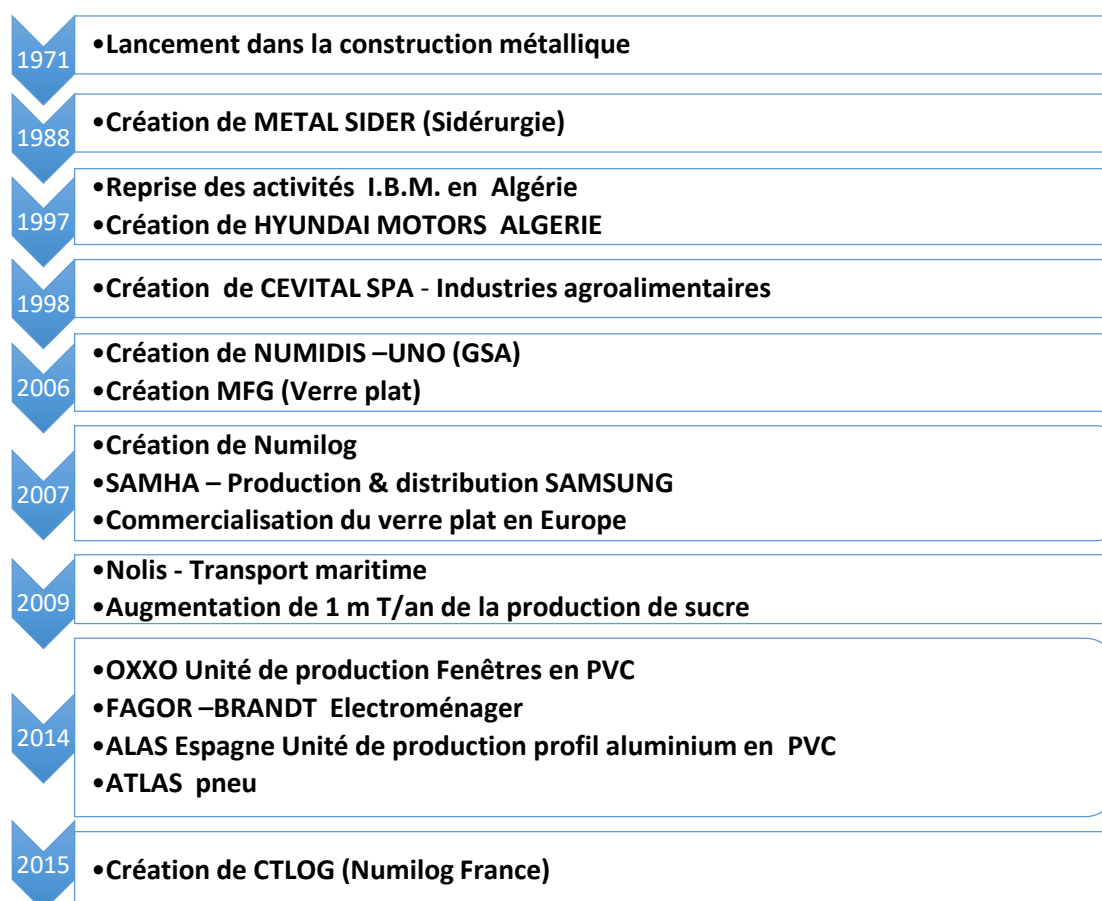 1971
•Lancement dans la construction métallique
1988
•Création de METAL SIDER (Sidérurgie)
1997
•Reprise des activités I.B.M. en Algérie
•Création de HYUNDAI MOTORS ALGERIE
1998
•Création de CEVITAL SPA - Industries agroalimentaires
2006
•Création de NUMIDIS –UNO (GSA)
•Création MFG (Verre plat)
2007
•Création de Numilog
•SAMHA – Production & distribution SAMSUNG
•Commercialisation du verre plat en Europe
2009
•Nolis - Transport maritime
•Augmentation de 1 m T/an de la production de sucre
2014
•OXXO Unité de production Fenêtres en PVC
•FAGOR –BRANDT Electroménager
•ALAS Espagne Unité de production profil aluminium en PVC
•ATLAS pneu
2015
•Création de CTLOG (Numilog France)